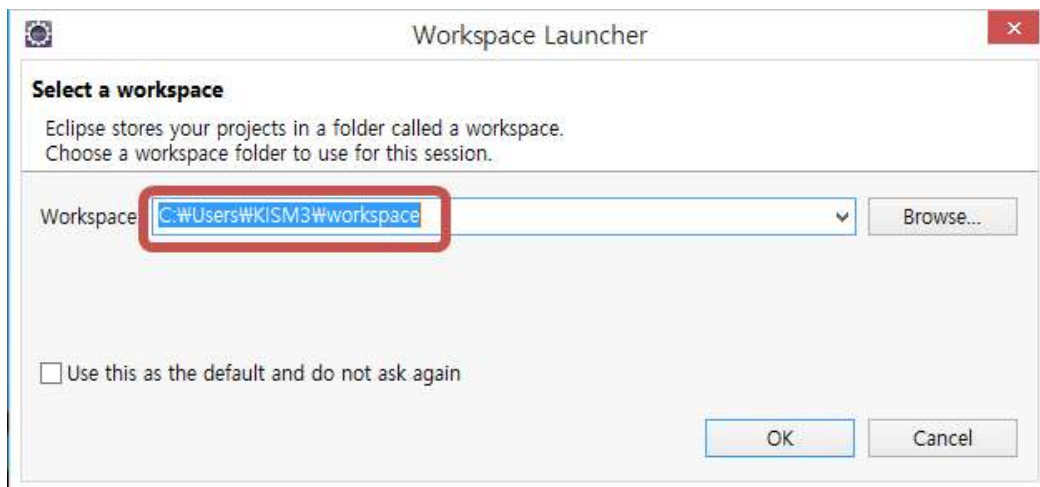 Workspace Launcher
Select a workspace
Eclipse stores your projects in a folder called a workspace.
Choose a workspace folder to use for this session.
Workspace C:₩Users₩KISM3₩workspace Browse...
Use this as the default and do not ask again
OK Cancel